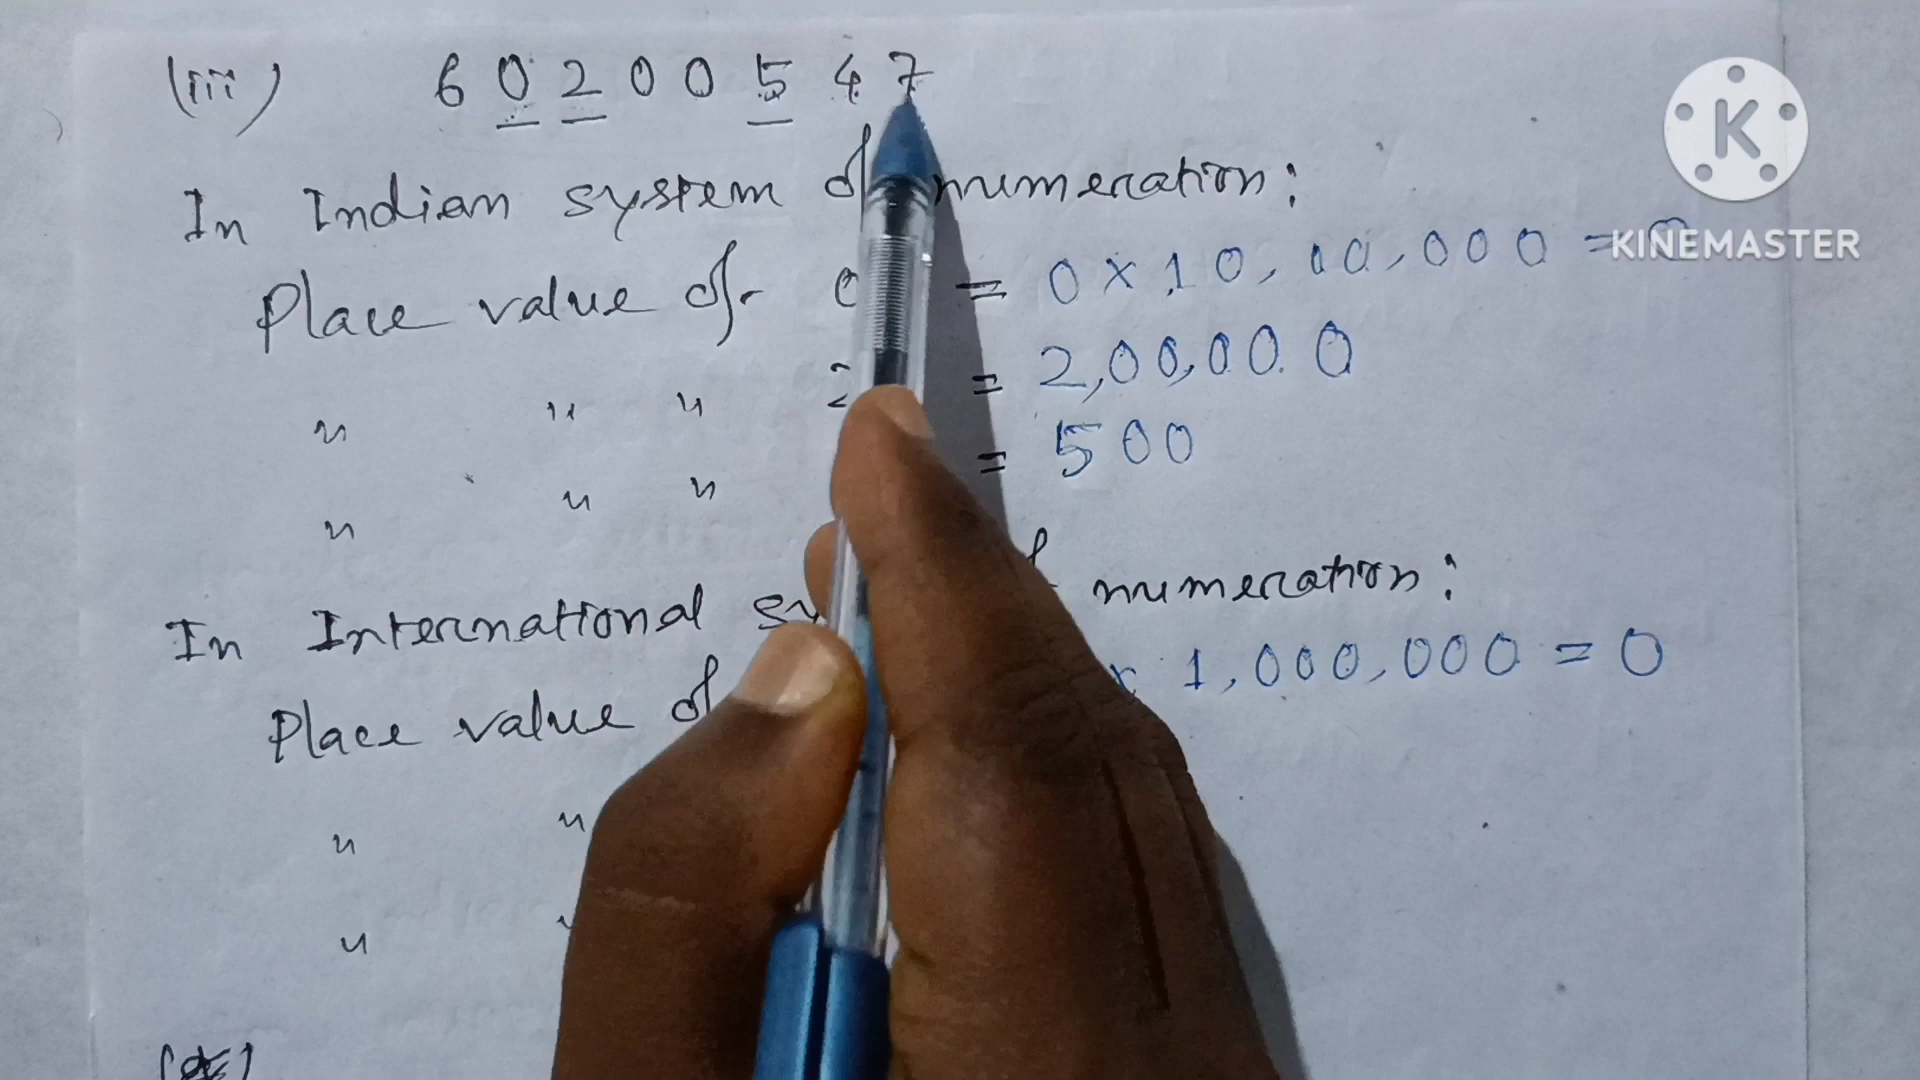 (iii) 6 0 2 0 0 5 4 7
In Indian system of numeration:
Place value of 0 = 0 × 10,00,000 = 0
" " " 2 = 2,00,000
" " " = 500
In International of numeration:
Place value of × 1,000,000 = 0
" "
" "
K
KINEMASTER